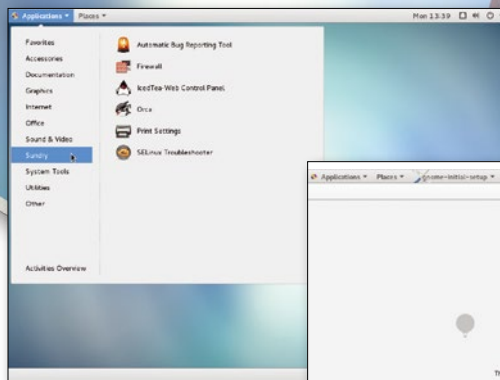 Applications Places Mon 13:39
Favorites
Accessories
Documentation
Graphics
Internet
Office
Sound & Video
Sundry
System Tools
Utilities
Other
Activities Overview
Automatic Bug Reporting Tool
Firewall
IcedTea-Web Control Panel
Orca
Print Settings
SELinux Troubleshooter
Applications Places gnome-initial-setup